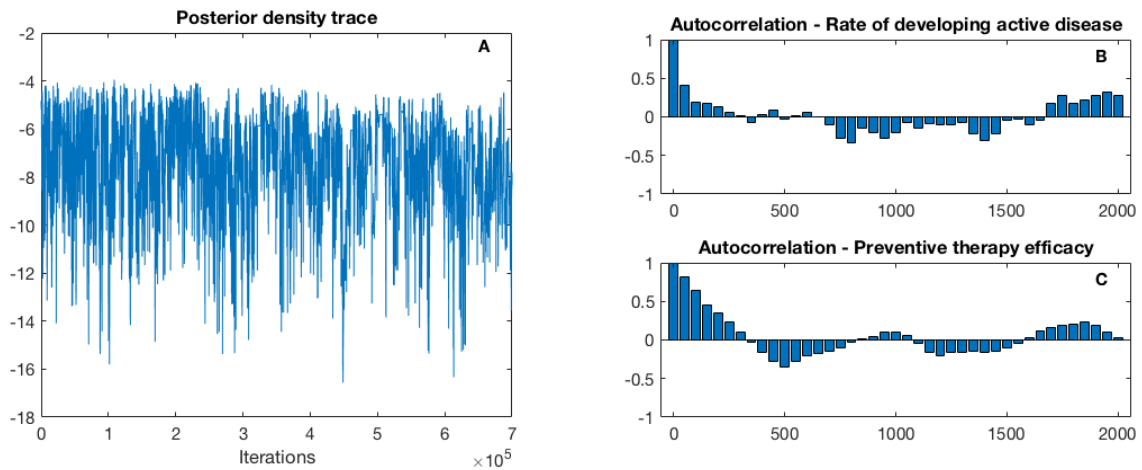 Posterior density trace
A
-2
-4
-6
-8
-10
-12
-14
-16
-18
0 1 2 3 4 5 6 7
Iterations
×10^5
Autocorrelation - Rate of developing active disease
B
1
0.5
0
-0.5
-1
0 500 1000 1500 2000
Autocorrelation - Preventive therapy efficacy
C
1
0.5
0
-0.5
-1
0 500 1000 1500 2000